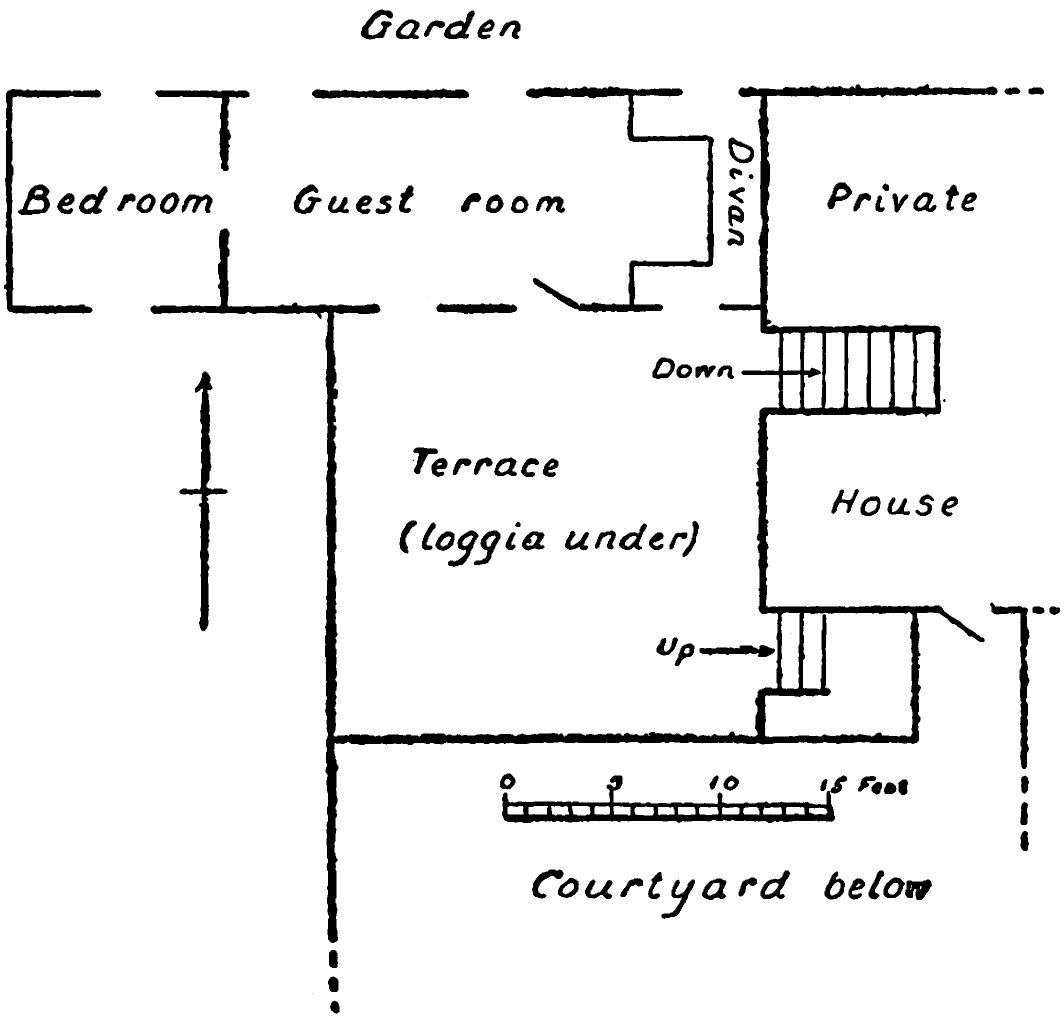 Garden
Bedroom Guest room Divan Private
Down
Terrace
(loggia under)
House
Up
0 5 10 15 Feet
Courtyard below